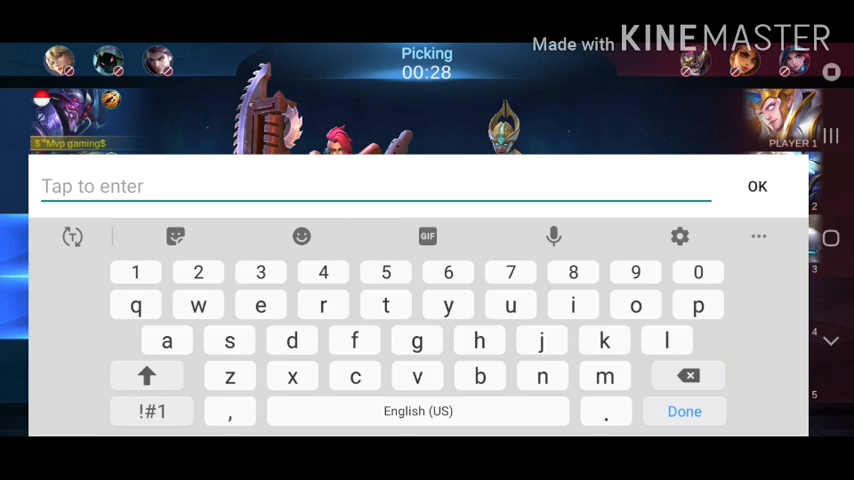 Picking
00:28
Made with KINEMASTER
$™Mvp gaming$
PLAYER 1
2
3
4
5
Tap to enter
OK
GIF
1 2 3 4 5 6 7 8 9 0
q w e r t y u i o p
a s d f g h j k l
z x c v b n m
!#1 , English (US) . Done